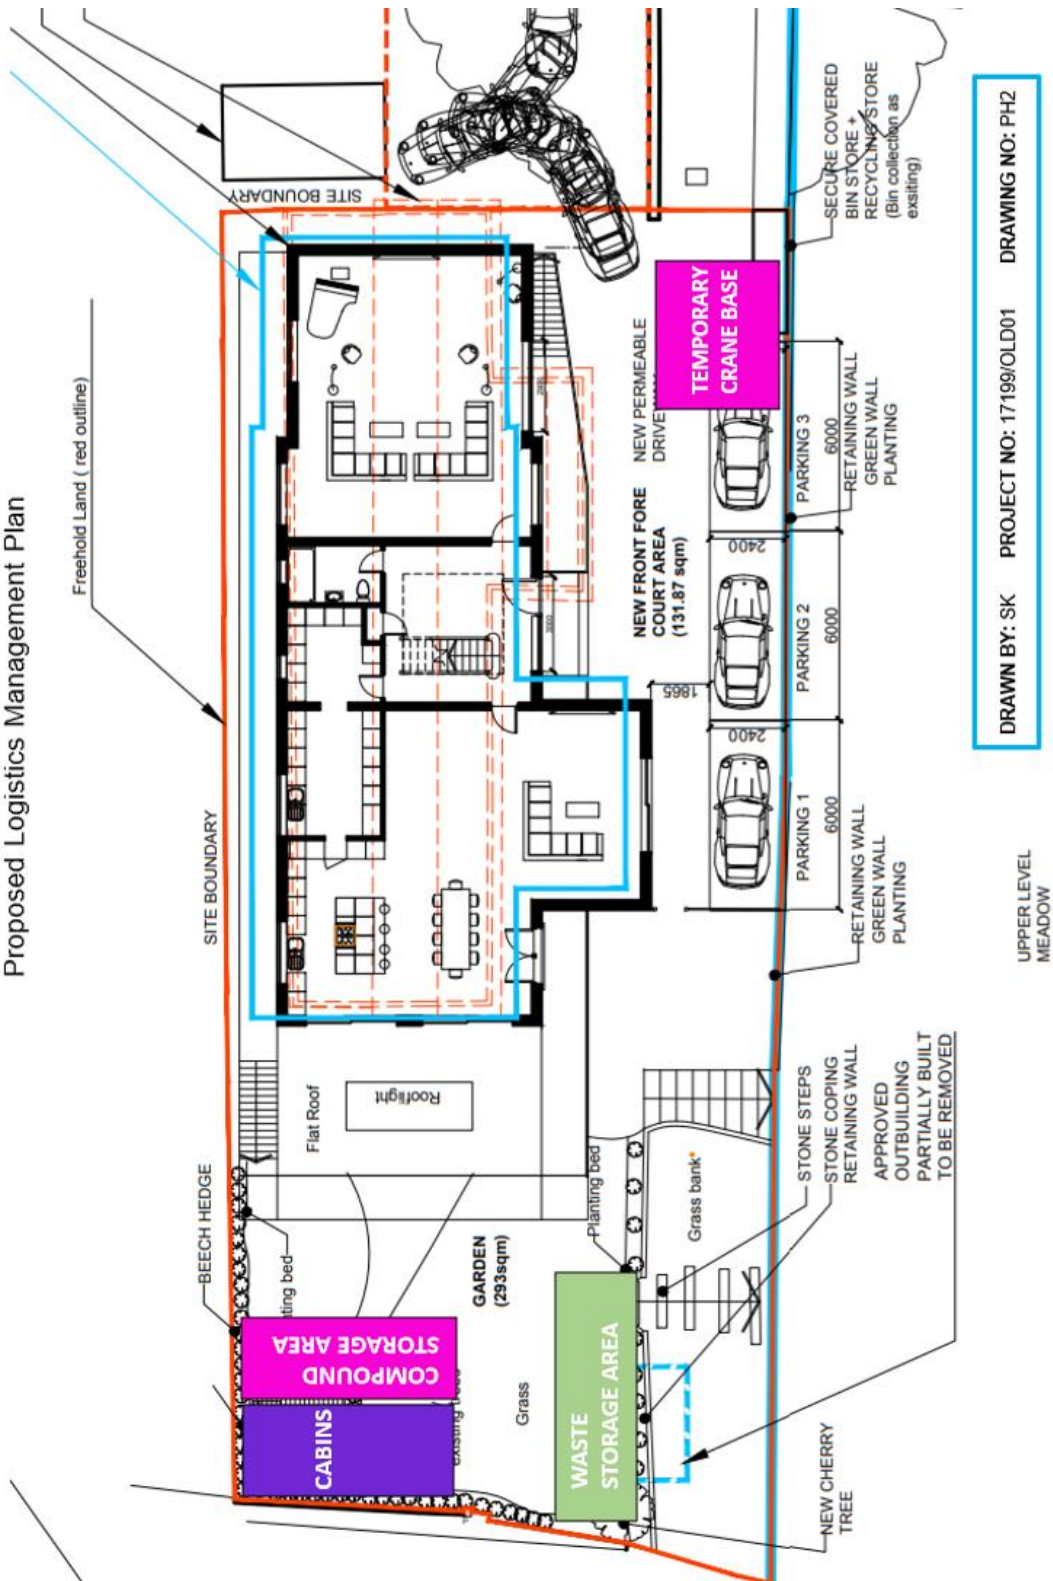 Proposed Logistics Management Plan
Freehold Land ( red outline)
SITE BOUNDARY
SITE BOUNDARY
SECURE COVERED
BIN STORE +
RECYCLING STORE
(Bin collection as
exsiting)
DRAWN BY: SK PROJECT NO: 17199/OLD01 DRAWING NO: PH2
TEMPORARY
CRANE BASE
NEW PERMEABLE
NEW FRONT FORE
COURT AREA
(131.87 sqm)
PARKING 3
6000
2400
RETAINING WALL
GREEN WALL
PLANTING
PARKING 2
6000
1865
2400
PARKING 1
6000
3000
RETAINING WALL
GREEN WALL
PLANTING
UPPER LEVEL
MEADOW
Flat Roof
Rooflight
BEECH HEDGE
Planting bed
Grass bank
STONE STEPS
STONE COPING
RETAINING WALL
APPROVED
OUTBUILDING
PARTIALLY BUILT
TO BE REMOVED
GARDEN
(293sqm)
COMPOUND
STORAGE AREA
CABINS
Grass
WASTE
STORAGE AREA
NEW CHERRY
TREE